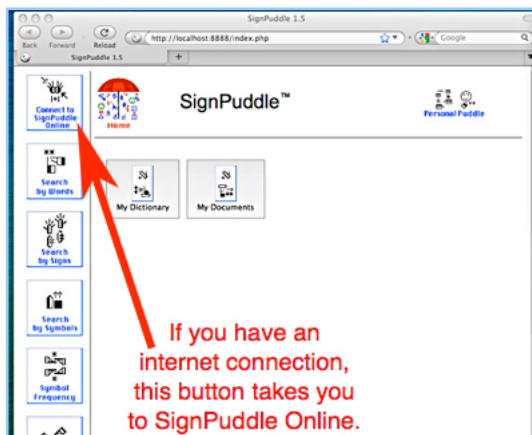 SignPuddle 1.5
Back Forward Reload
http://localhost:8888/index.php
Google
SignPuddle 1.5
Connect to
SignPuddle
Online
Home
SignPuddle™
Personal Puddle
Search
by Words
My Dictionary
My Documents
Search
by Signs
Search
by Symbols
Symbol
Frequency
If you have an
internet connection,
this button takes you
to SignPuddle Online.